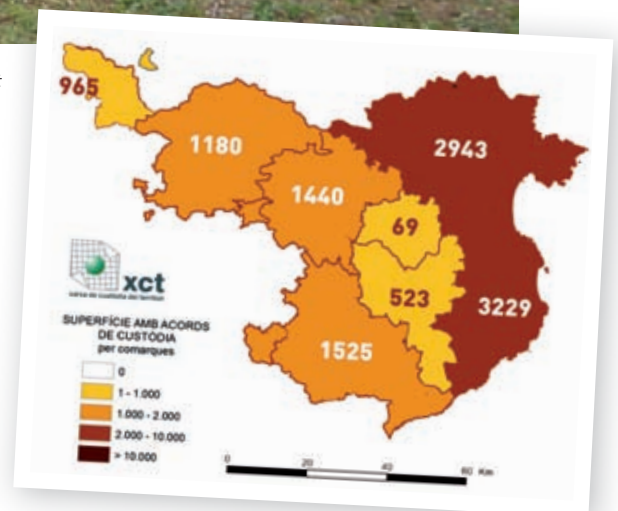 965
1180
2943
1440
69
523
3229
1525
xct
xarxa de custòdia del territori
SUPERFÍCIE AMB ACORDS
DE CUSTÒDIA
per comarques
0
1 - 1.000
1.000 - 2.000
2.000 - 10.000
> 10.000
0 20 40 60 Km